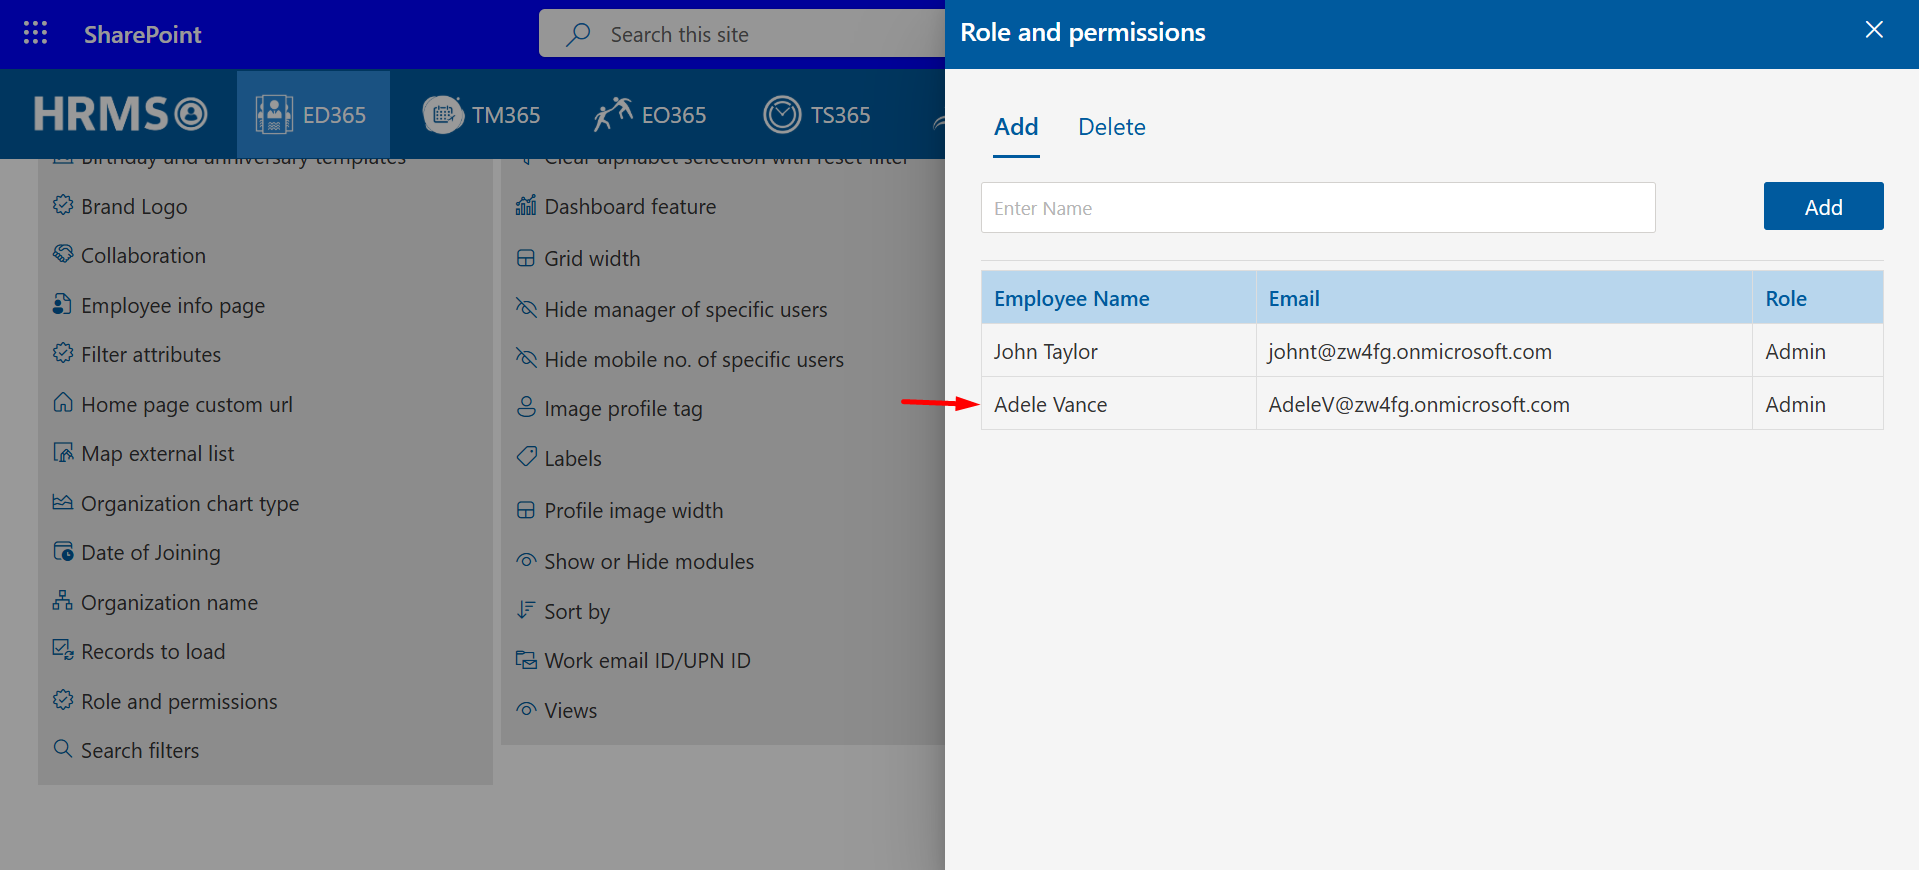 SharePoint
Search this site
HRMS
ED365
TM365
EO365
TS365
Birthday and anniversary templates
Brand Logo
Collaboration
Employee info page
Filter attributes
Home page custom url
Map external list
Organization chart type
Date of Joining
Organization name
Records to load
Role and permissions
Search filters
Clear alphabet selection with reset filter
Dashboard feature
Grid width
Hide manager of specific users
Hide mobile no. of specific users
Image profile tag
Labels
Profile image width
Show or Hide modules
Sort by
Work email ID/UPN ID
Views
Role and permissions
Add Delete
Enter Name
Add
Employee Name Email Role
John Taylor johnt@zw4fg.onmicrosoft.com Admin
Adele Vance AdeleV@zw4fg.onmicrosoft.com Admin